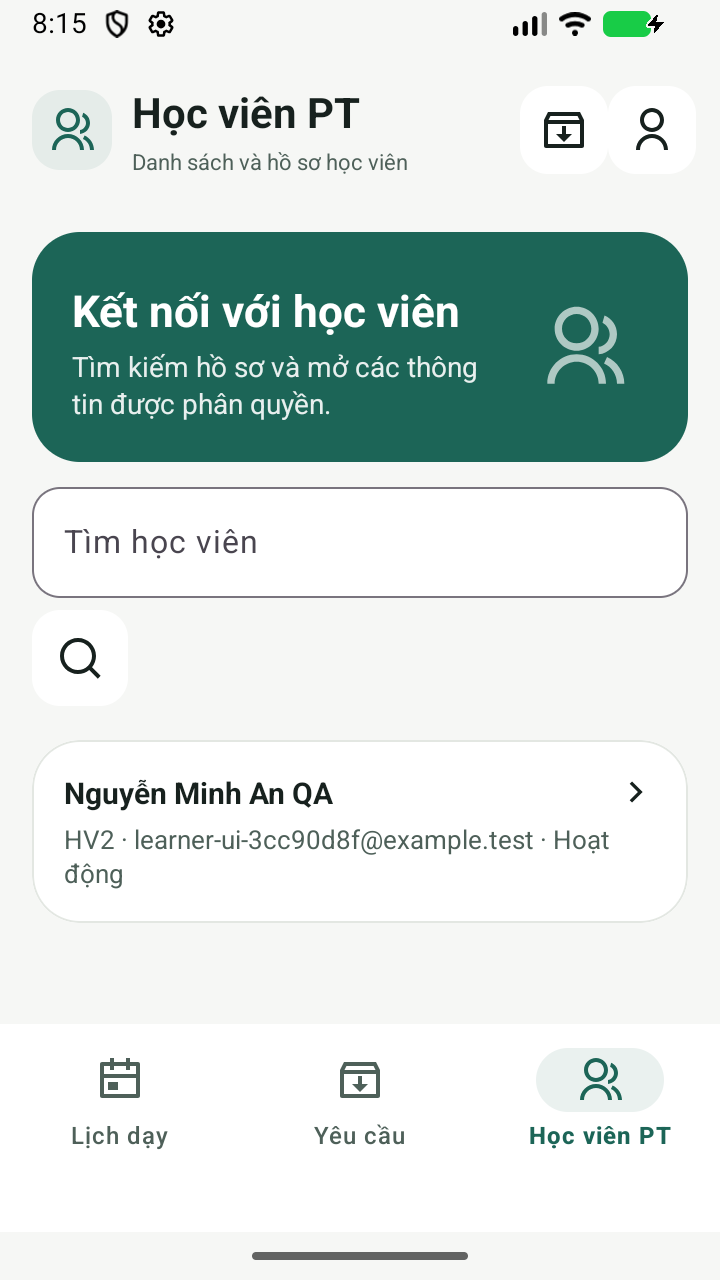 8:15
Học viên PT
Danh sách và hồ sơ học viên
Kết nối với học viên
Tìm kiếm hồ sơ và mở các thông
tin được phân quyền.
Tìm học viên
Nguyễn Minh An QA
HV2 · learner-ui-3cc90d8f@example.test · Hoạt
động
Lịch dạy
Yêu cầu
Học viên PT